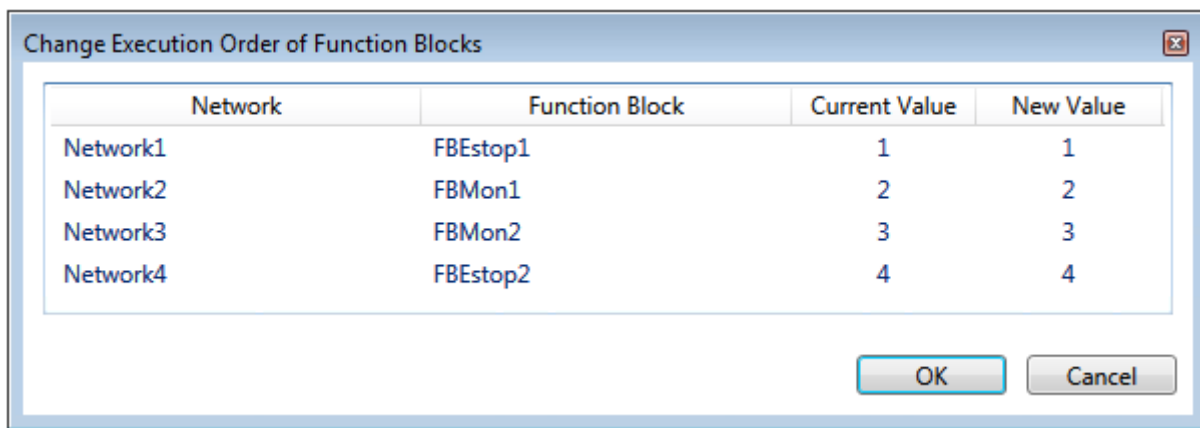 Change Execution Order of Function Blocks
Network Function Block Current Value New Value
Network1 FBEstop1 1 1
Network2 FBMon1 2 2
Network3 FBMon2 3 3
Network4 FBEstop2 4 4
OK Cancel